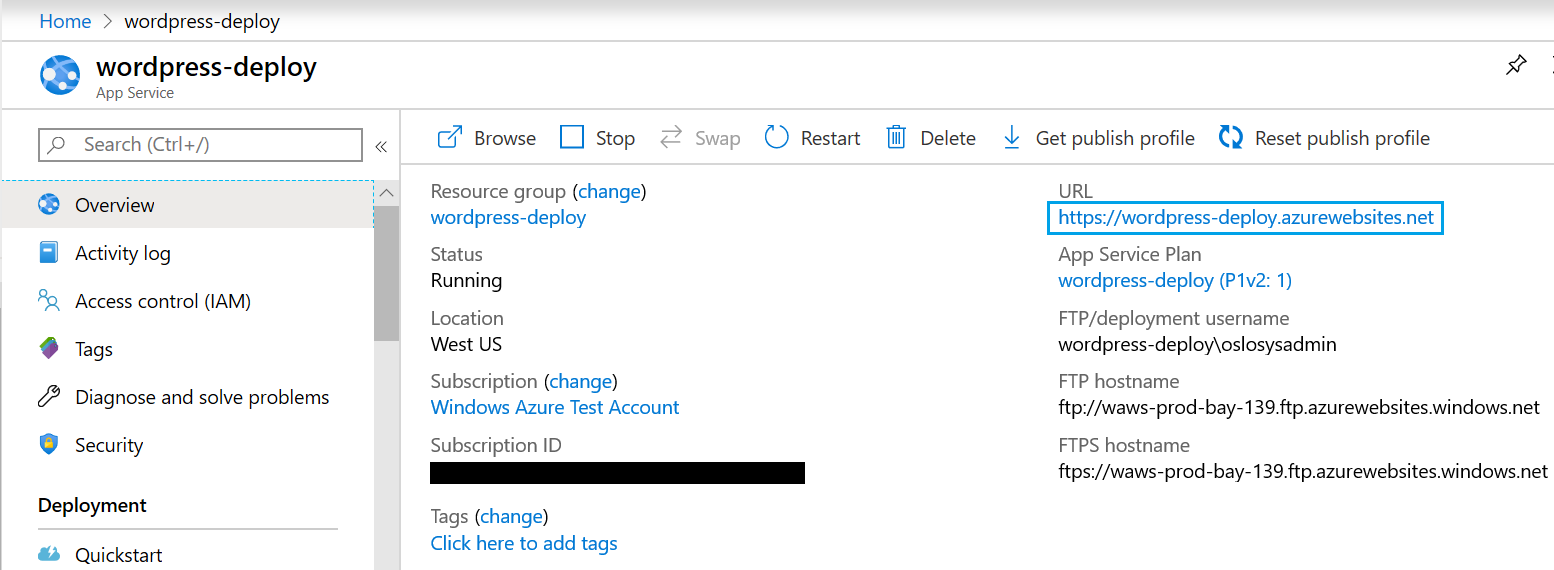 Home > wordpress-deploy
wordpress-deploy
App Service
Search (Ctrl+/)
«
Overview
Activity log
Access control (IAM)
Tags
Diagnose and solve problems
Security
Deployment
Quickstart
Browse
Stop
Swap
Restart
Delete
Get publish profile
Reset publish profile
Resource group (change)
wordpress-deploy
Status
Running
Location
West US
Subscription (change)
Windows Azure Test Account
Subscription ID
Tags (change)
Click here to add tags
URL
https://wordpress-deploy.azurewebsites.net
App Service Plan
wordpress-deploy (P1v2: 1)
FTP/deployment username
wordpress-deploy\oslosysadmin
FTP hostname
ftp://waws-prod-bay-139.ftp.azurewebsites.windows.net
FTPS hostname
ftps://waws-prod-bay-139.ftp.azurewebsites.windows.net